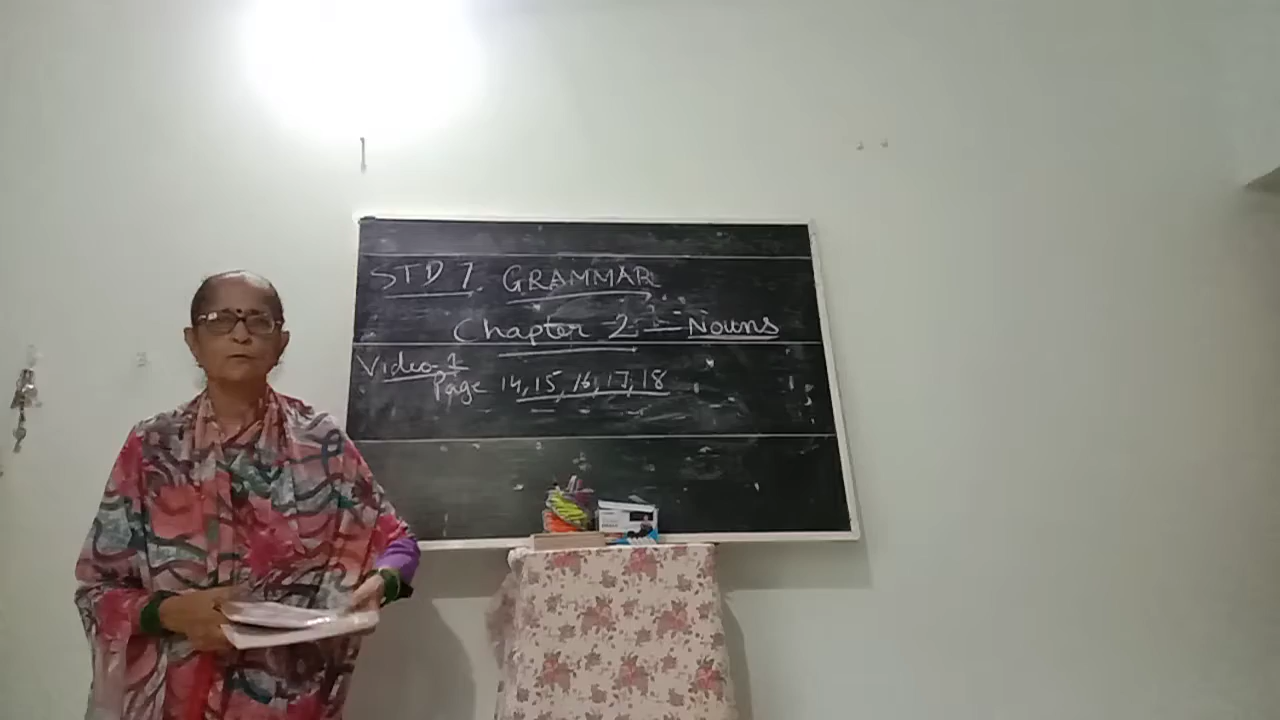 STD 7. GRAMMAR
Chapter 2:- Nouns
Video-1
Page 14, 15, 16, 17, 18